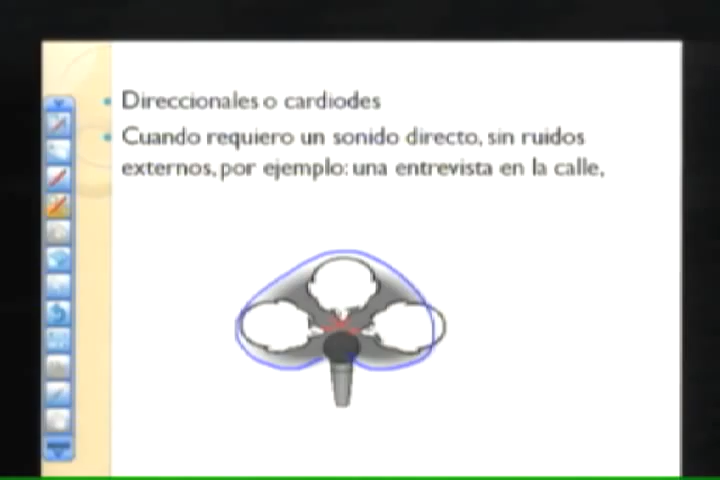 Direccionales o cardiodes
Cuando requiero un sonido directo, sin ruidos
externos, por ejemplo: una entrevista en la calle,